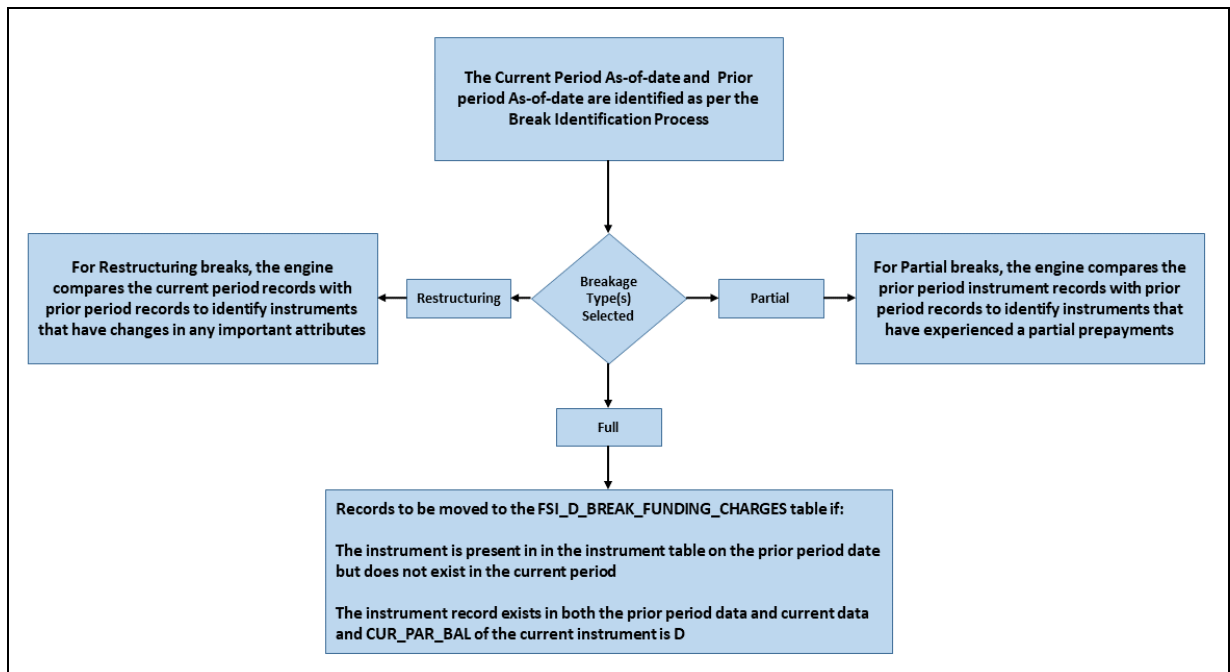 The Current Period As-of-date and Prior
period As-of-date are identified as per the
Break Identification Process
For Restructuring breaks, the engine
compares the current period records with
prior period records to identify instruments
that have changes in any important attributes
Restructuring
Breakage
Type(s)
Selected
Partial
For Partial breaks, the engine compares the
prior period instrument records with prior
period records to identify instruments that
have experienced a partial prepayments
Full
Records to be moved to the FSI_D_BREAK_FUNDING_CHARGES table if:
The instrument is present in in the instrument table on the prior period date
but does not exist in the current period
The instrument record exists in both the prior period data and current data
and CUR_PAR_BAL of the current instrument is D